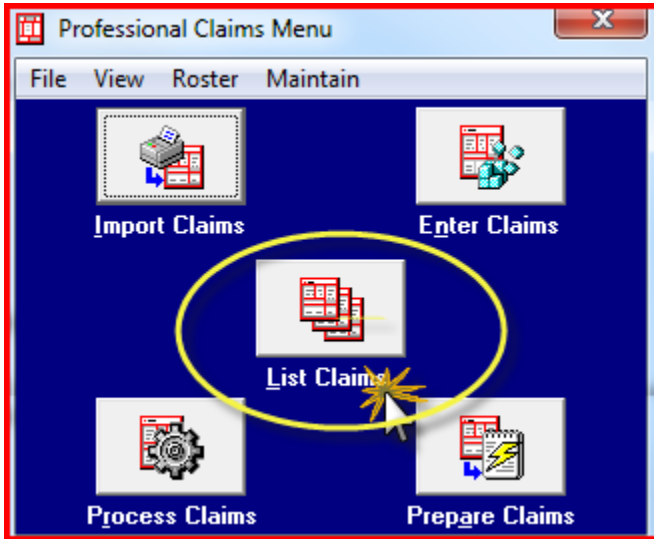 Professional Claims Menu
File View Roster Maintain
Import Claims Enter Claims
List Claims
Process Claims Prepare Claims